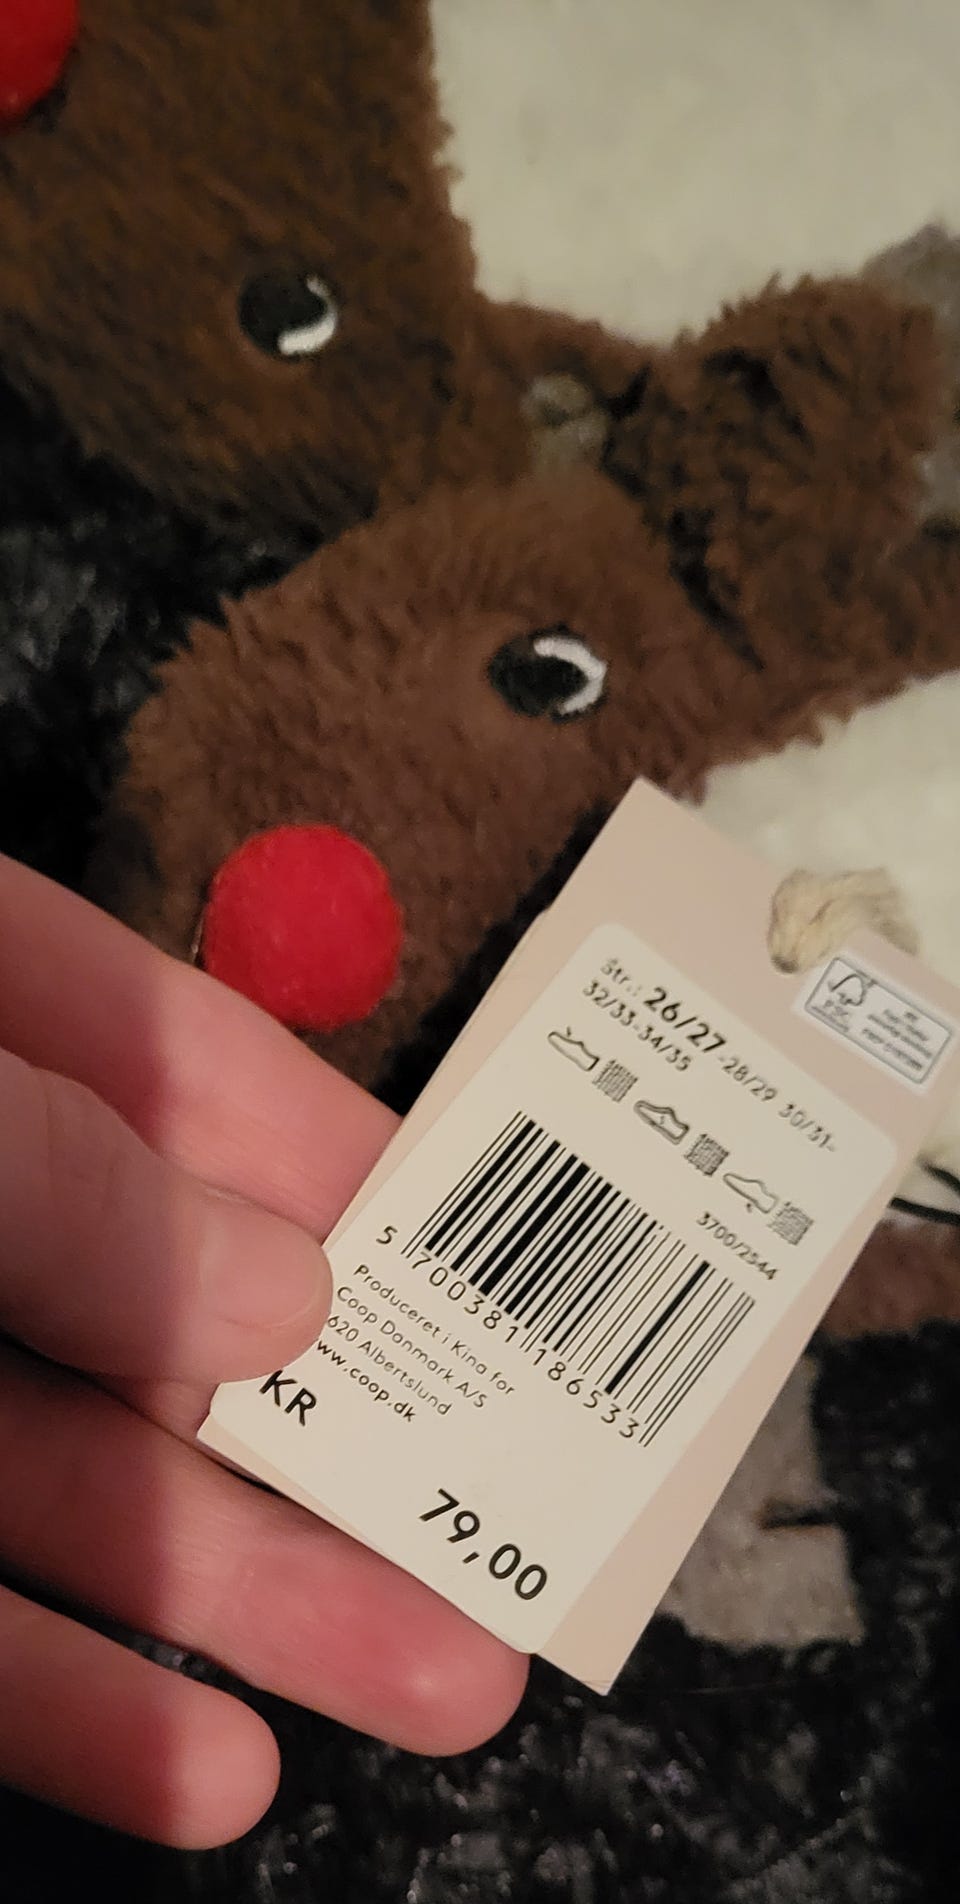 Str.: 26/27-28/29 30/31-
32/33-34/35
3700/2544
5 700381 186533
Produceret i Kina for
Coop Danmark A/S
620 Albertslund
www.coop.dk
KR
79,00
FSC